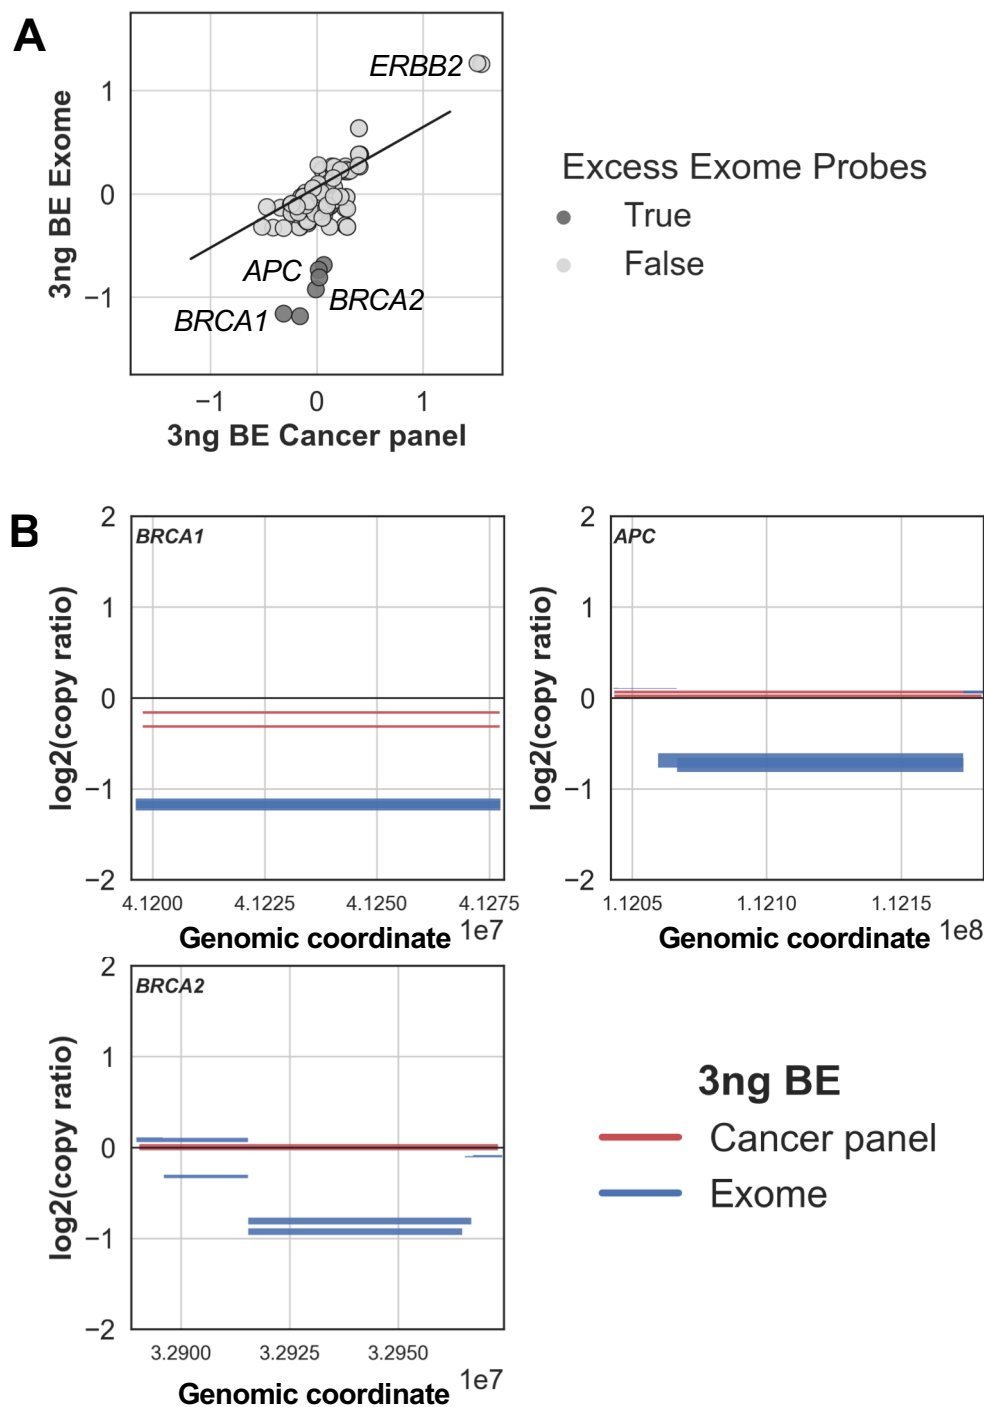 A
3ng BE Exome
1
0
−1
ERBB2
APC
BRCA2
BRCA1
−1 0 1
3ng BE Cancer panel
Excess Exome Probes
True
False
B
BRCA1
log2(copy ratio)
2
1
0
−1
−2
4.1200 4.1225 4.1250 4.1275
Genomic coordinate 1e7
APC
log2(copy ratio)
2
1
0
−1
−2
1.1205 1.1210 1.1215
Genomic coordinate 1e8
BRCA2
log2(copy ratio)
2
1
0
−1
−2
3.2900 3.2925 3.2950
Genomic coordinate 1e7
3ng BE
Cancer panel
Exome